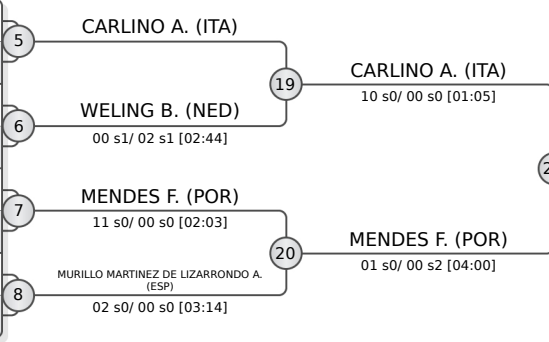 5
CARLINO A. (ITA)
6
WELING B. (NED)
00 s1/ 02 s1 [02:44]
19
CARLINO A. (ITA)
10 s0/ 00 s0 [01:05]
7
MENDES F. (POR)
11 s0/ 00 s0 [02:03]
8
MURILLO MARTINEZ DE LIZARRONDO A.
(ESP)
02 s0/ 00 s0 [03:14]
20
MENDES F. (POR)
01 s0/ 00 s2 [04:00]